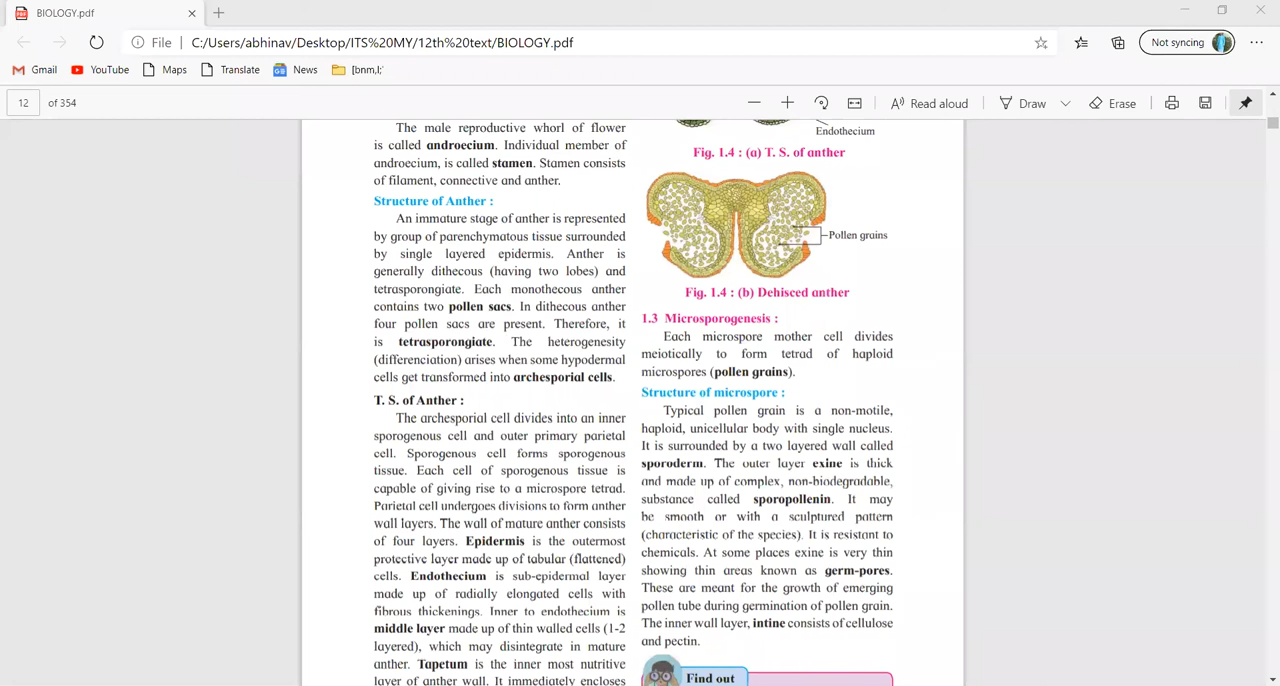 BIOLOGY.pdf
File | C:/Users/abhinav/Desktop/ITS%20MY/12th%20text/BIOLOGY.pdf
Not syncing
Gmail YouTube Maps Translate News [bnm,l;'
12 of 354 Read aloud Draw Erase
The male reproductive whorl of flower
is called androecium. Individual member of
androecium, is called stamen. Stamen consists
of filament, connective and anther.
Structure of Anther :
An immature stage of anther is represented
by group of parenchymatous tissue surrounded
by single layered epidermis. Anther is
generally dithecous (having two lobes) and
tetrasporangiate. Each monothecous anther
contains two pollen sacs. In dithecous anther
four pollen sacs are present. Therefore, it
is tetrasporongiate. The heterogenesity
(differenciation) arises when some hypodermal
cells get transformed into archesporial cells.
T. S. of Anther :
The archesporial cell divides into an inner
sporogenous cell and outer primary parietal
cell. Sporogenous cell forms sporogenous
tissue. Each cell of sporogenous tissue is
capable of giving rise to a microspore tetrad.
Parietal cell undergoes divisions to form anther
wall layers. The wall of mature anther consists
of four layers. Epidermis is the outermost
protective layer made up of tabular (flattened)
cells. Endothecium is sub-epidermal layer
made up of radially elongated cells with
fibrous thickenings. Inner to endothecium is
middle layer made up of thin walled cells (1-2
layered), which may disintegrate in mature
anther. Tapetum is the inner most nutritive
layer of anther wall. It immediately encloses
Endothecium
Fig. 1.4 : (a) T. S. of anther
Pollen grains
Fig. 1.4 : (b) Dehisced anther
1.3 Microsporogenesis :
Each microspore mother cell divides
meiotically to form tetrad of haploid
microspores (pollen grains).
Structure of microspore :
Typical pollen grain is a non-motile,
haploid, unicellular body with single nucleus.
It is surrounded by a two layered wall called
sporoderm. The outer layer exine is thick
and made up of complex, non-biodegradable,
substance called sporopollenin. It may
be smooth or with a sculptured pattern
(characteristic of the species). It is resistant to
chemicals. At some places exine is very thin
showing thin areas known as germ-pores.
These are meant for the growth of emerging
pollen tube during germination of pollen grain.
The inner wall layer, intine consists of cellulose
and pectin.
Find out